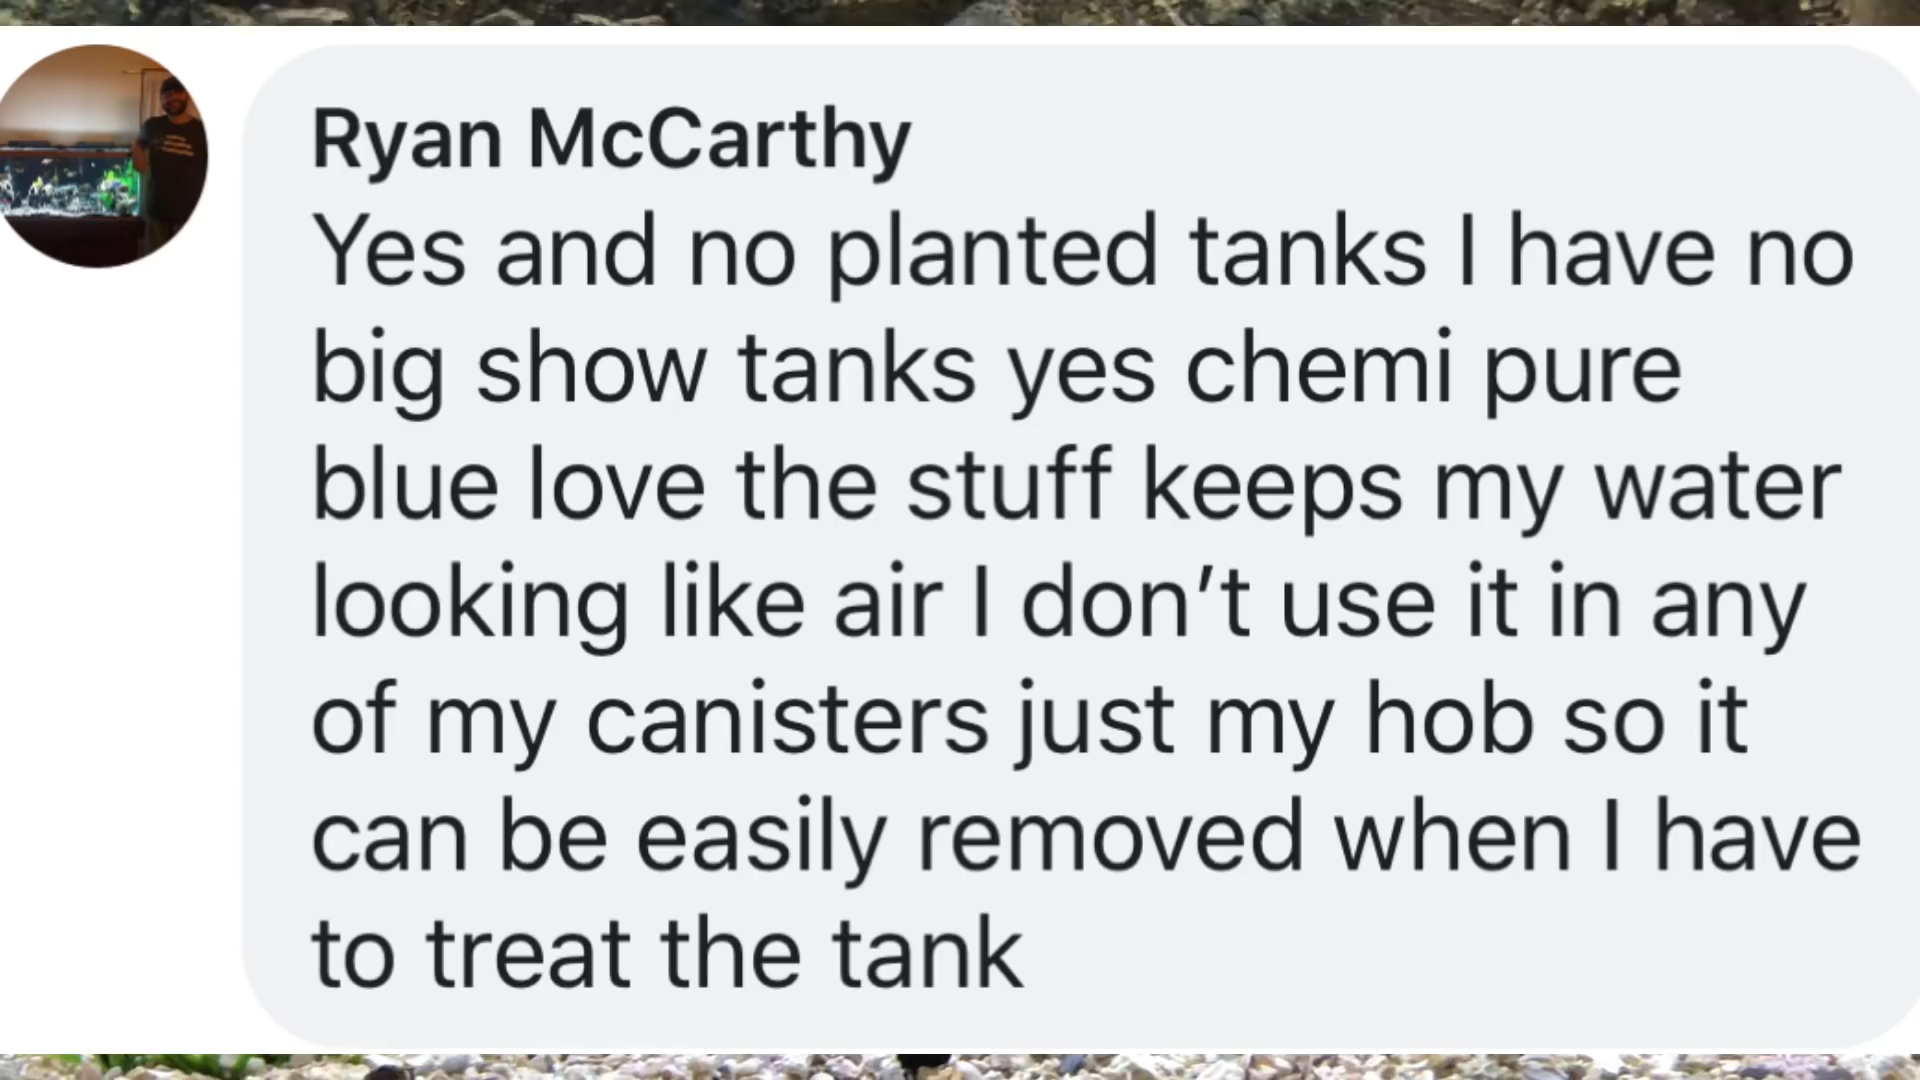 Ryan McCarthy
Yes and no planted tanks I have no
big show tanks yes chemi pure
blue love the stuff keeps my water
looking like air I don’t use it in any
of my canisters just my hob so it
can be easily removed when I have
to treat the tank